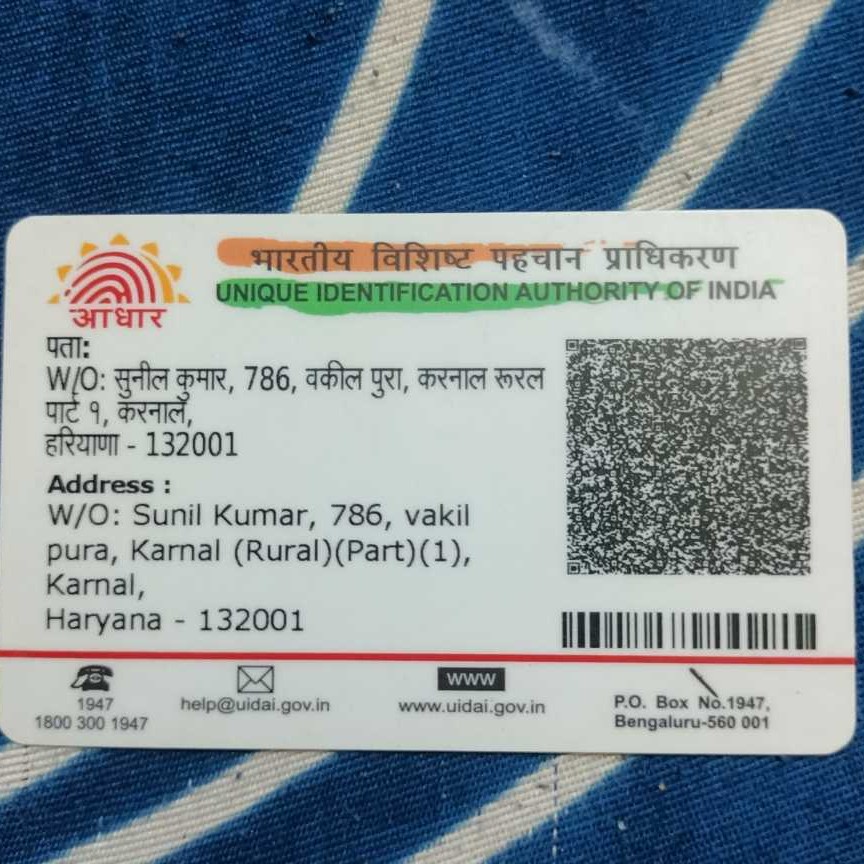 भारतीय विशिष्ट पहचान प्राधिकरण
UNIQUE IDENTIFICATION AUTHORITY OF INDIA
आधार
पता:
W/O: सुनील कुमार, 786, वकील पुरा, करनाल रूरल
पार्ट १, करनाल,
हरियाणा - 132001
Address :
W/O: Sunil Kumar, 786, vakil
pura, Karnal (Rural)(Part)(1),
Karnal,
Haryana - 132001
1947
1800 300 1947
help@uidai.gov.in
www
www.uidai.gov.in
P.O. Box No.1947,
Bengaluru-560 001